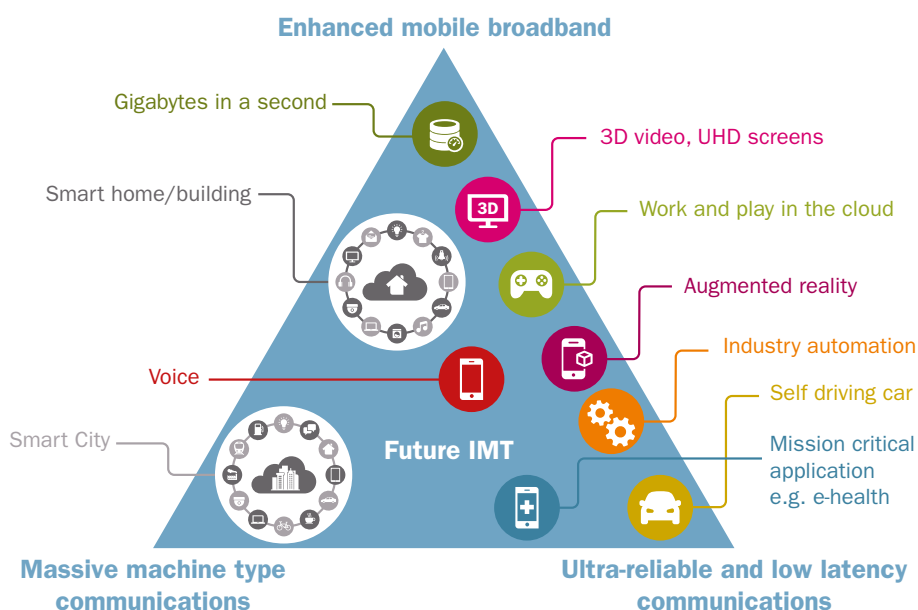 Enhanced mobile broadband
Gigabytes in a second
3D video, UHD screens
Smart home/building
3D
Work and play in the cloud
Augmented reality
Industry automation
Voice
Self driving car
Smart City
Future IMT
Mission critical
application
e.g. e-health
Massive machine type
communications
Ultra-reliable and low latency
communications